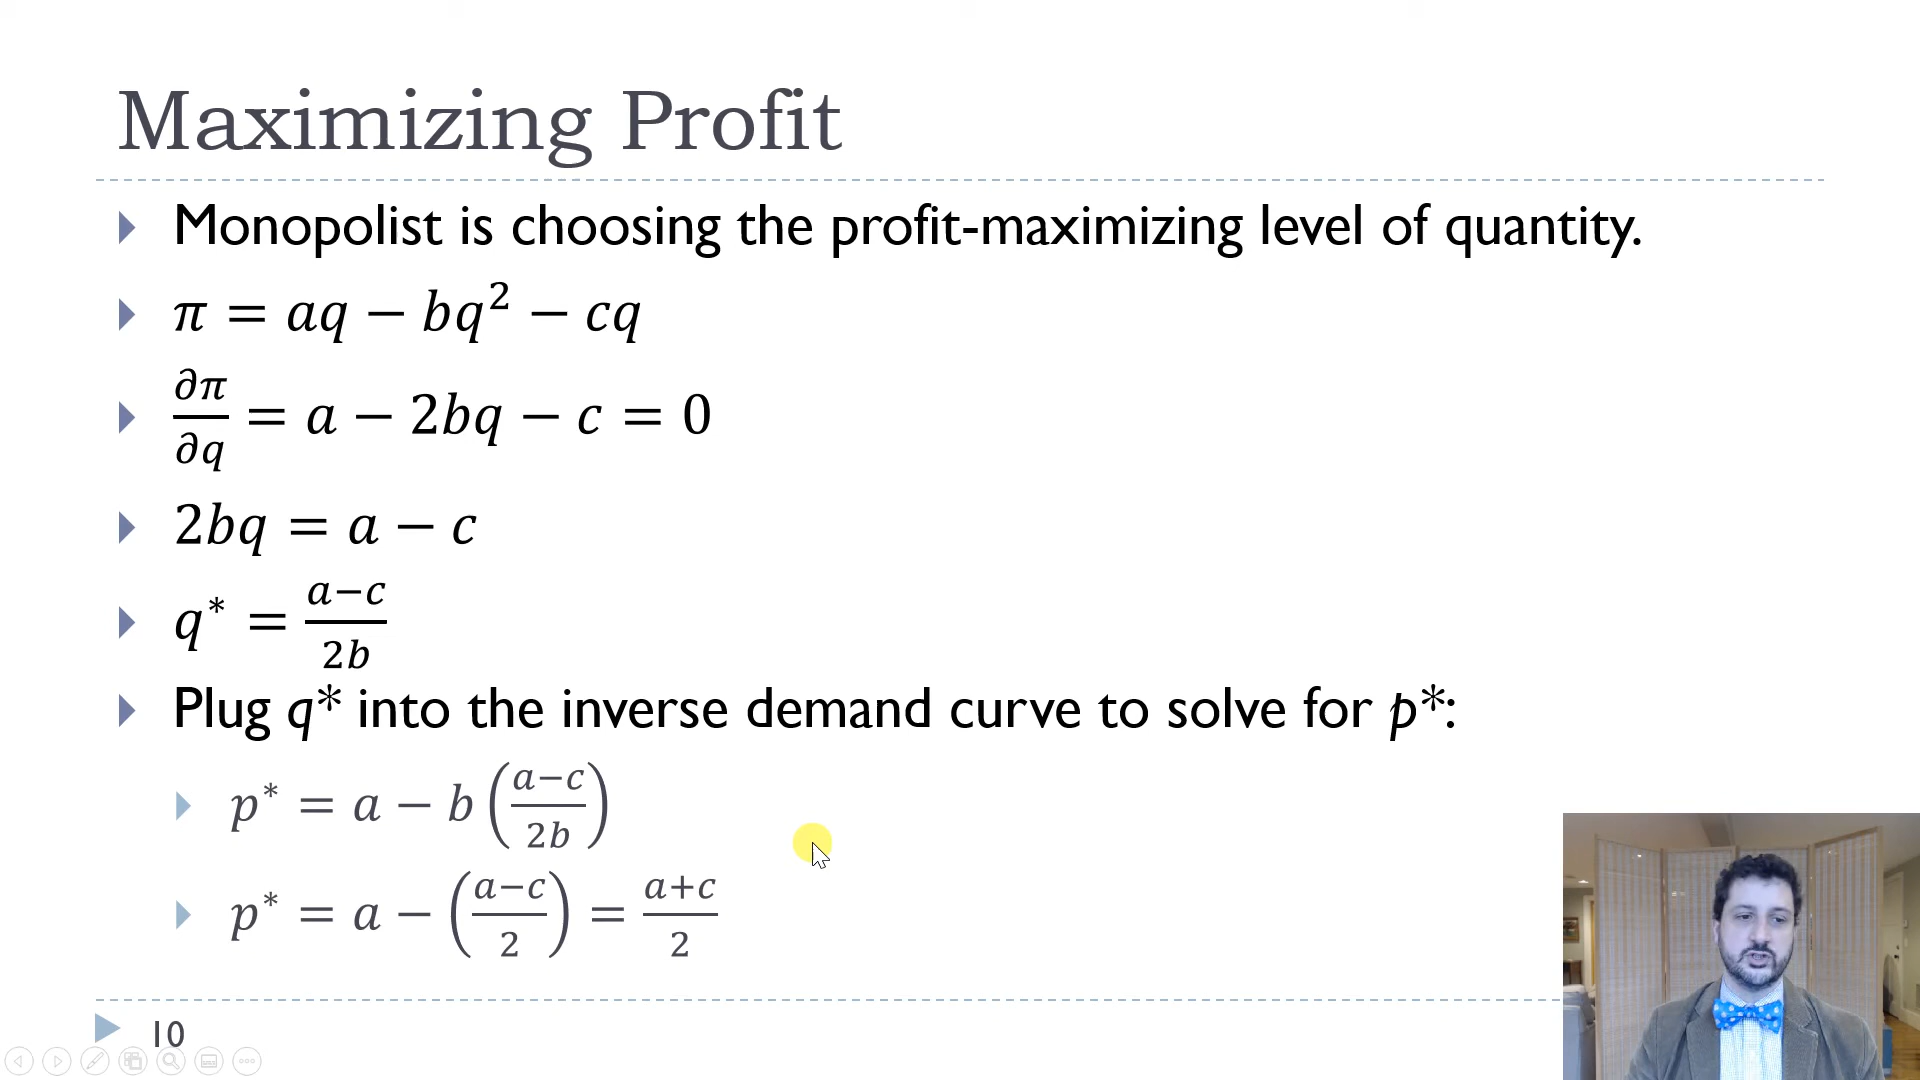 Maximizing Profit
Monopolist is choosing the profit-maximizing level of quantity.
π = aq − bq² − cq
∂π/∂q = a − 2bq − c = 0
2bq = a − c
q* = (a−c)/2b
Plug q* into the inverse demand curve to solve for p*:
p* = a − b((a−c)/2b)
p* = a − ((a−c)/2) = (a+c)/2
10